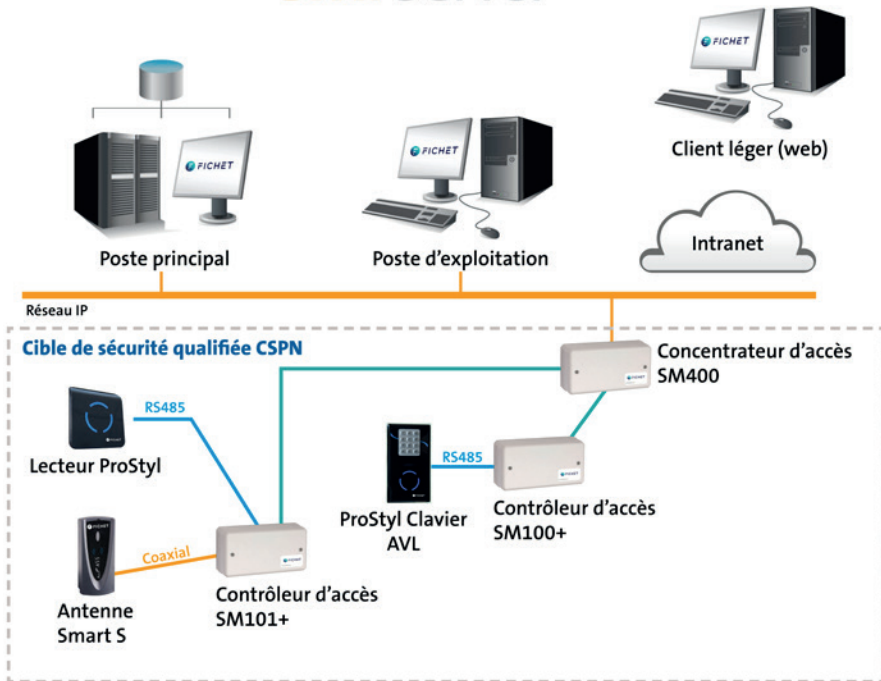 FICHET
Client léger (web)
FICHET
FICHET
Poste principal
Poste d'exploitation
Intranet
Réseau IP
Cible de sécurité qualifiée CSPN
Concentrateur d'accès
SM400
RS485
Lecteur ProStyl
RS485
ProStyl Clavier
AVL
Contrôleur d'accès
SM100+
FICHET
Coaxial
Antenne
Smart S
Contrôleur d'accès
SM101+